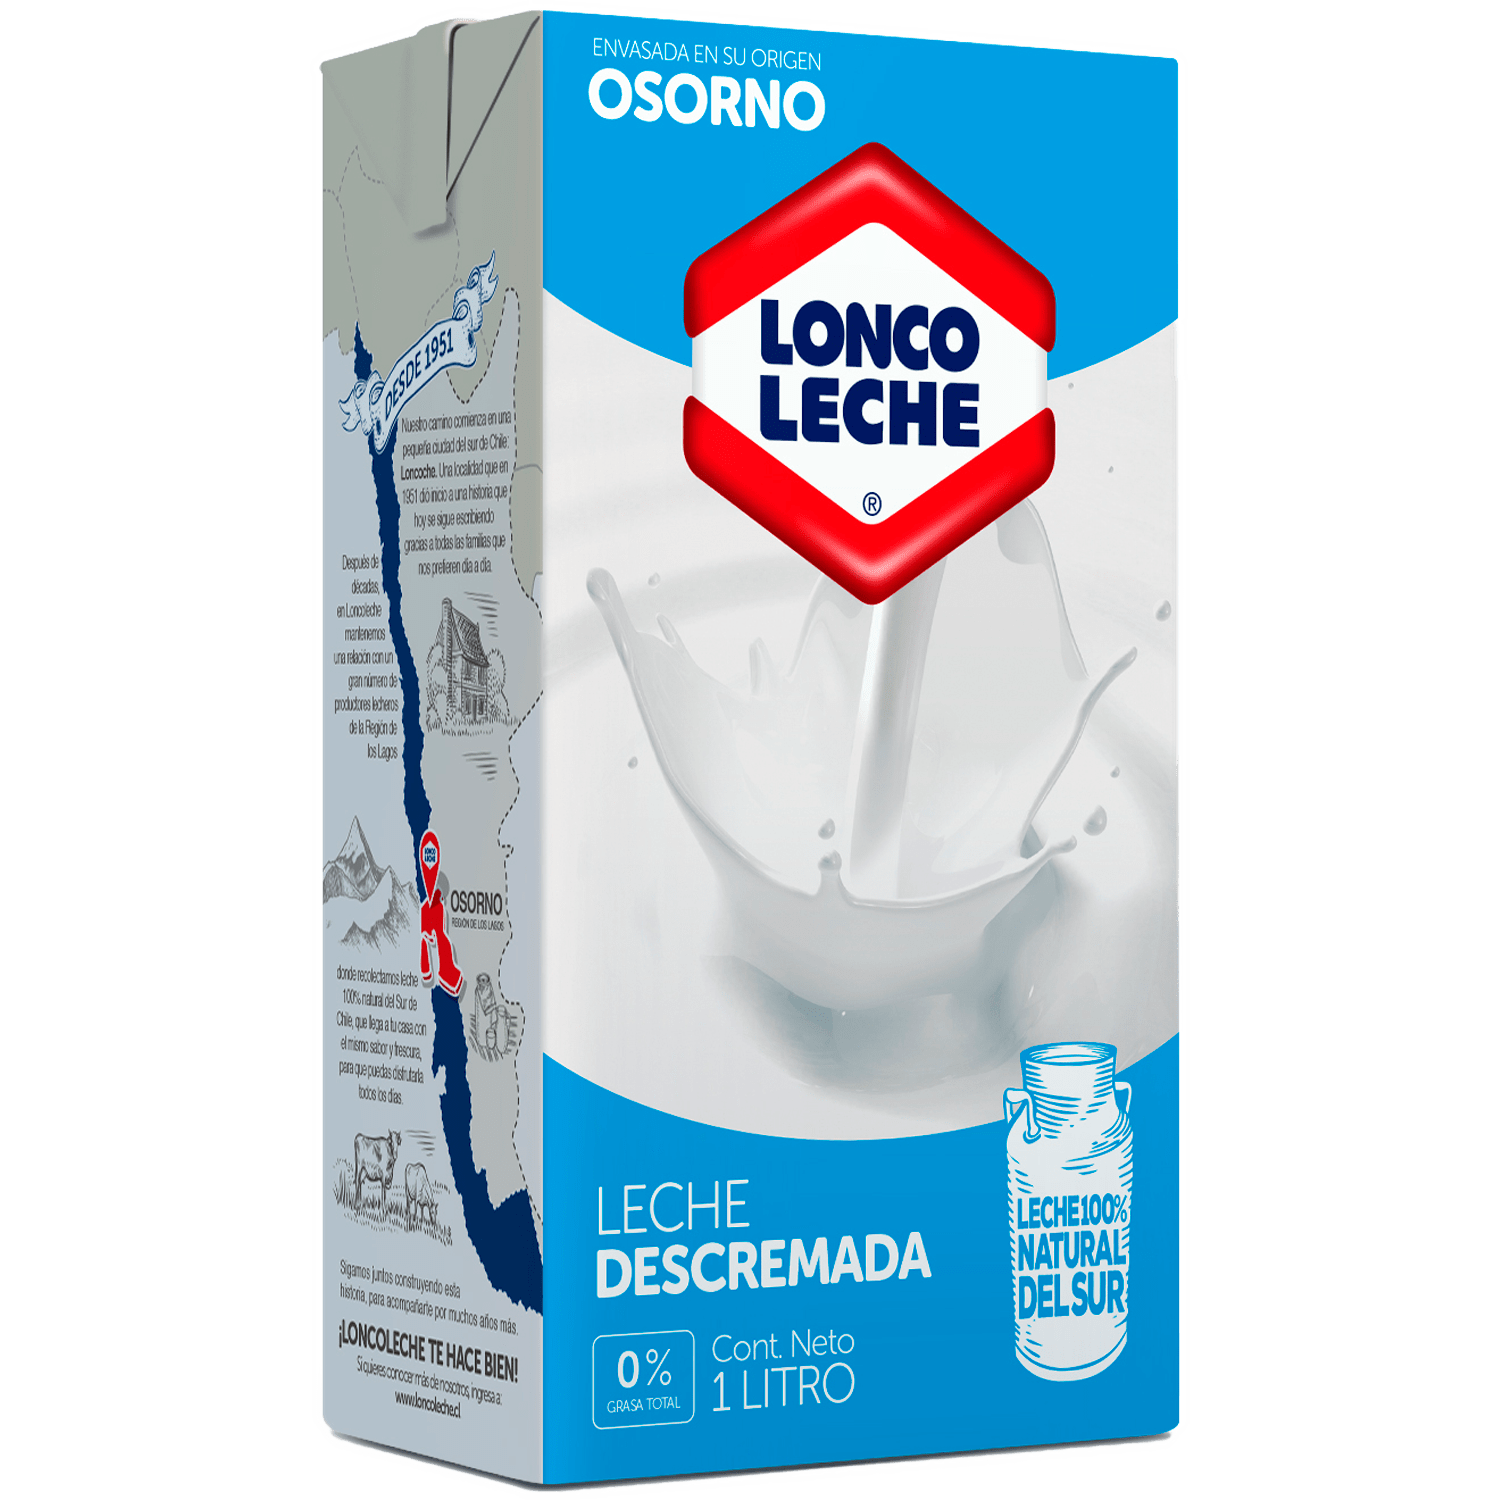 ENVASADA EN SU ORIGEN
OSORNO
LONCO
LECHE
®
LECHE
DESCREMADA
0%
GRASA TOTAL
Cont. Neto
1 LITRO
LECHE 100%
NATURAL
DEL SUR
DESDE 1951
Nuestro camino comienza en una
pequeña ciudad del sur de Chile:
Loncoche. Una localidad que en
1951 dió inicio a una historia que
hoy se sigue escribiendo
gracias a todas las familias que
nos prefieren día a día.
Después de
décadas,
en Loncoleche
mantenemos
una relación con un
gran número de
productores lecheros
de la Región de
los Lagos
LONCO
LECHE
OSORNO
REGIÓN DE LOS LAGOS
donde recolectamos leche
100% natural del Sur de
Chile, que llega a tu casa con
el mismo sabor y frescura,
para que puedas disfrutarla
todos los días.
Sigamos juntos construyendo esta
historia, para acompañarte por muchos años más.
¡LONCOLECHE TE HACE BIEN!
Si quieres conocer más de nosotros, ingresa a:
www.loncoleche.cl